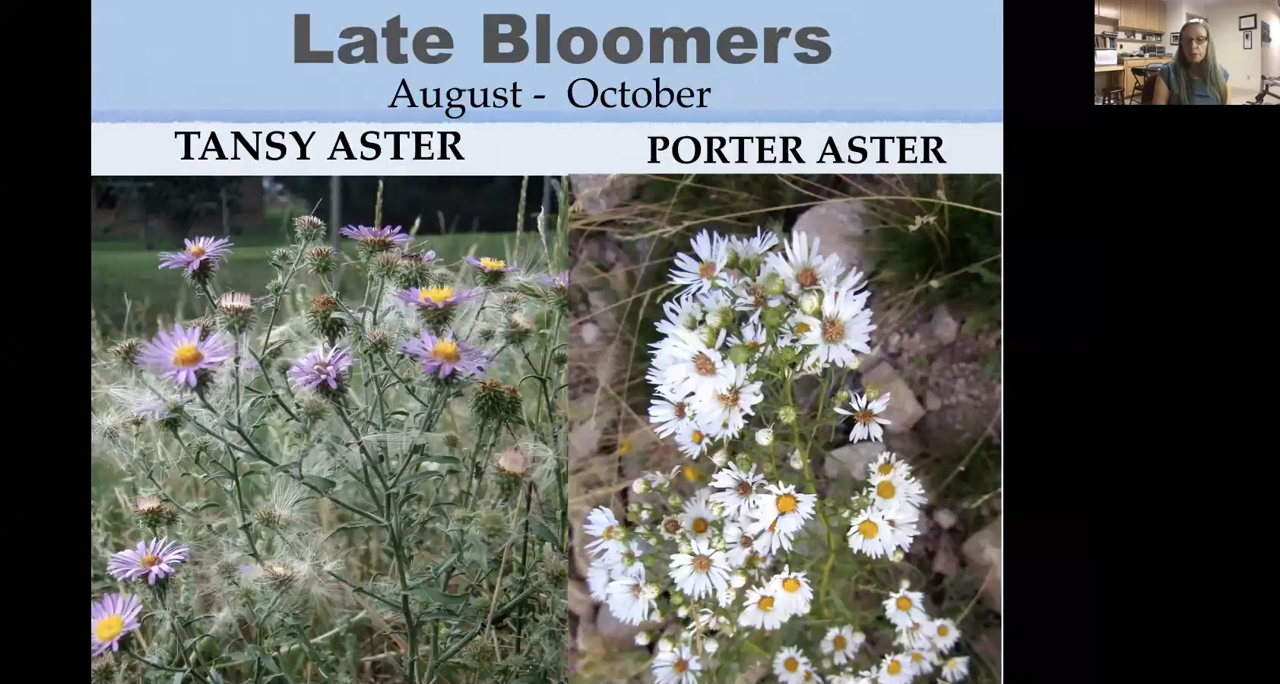 Late Bloomers
August - October
TANSY ASTER
PORTER ASTER